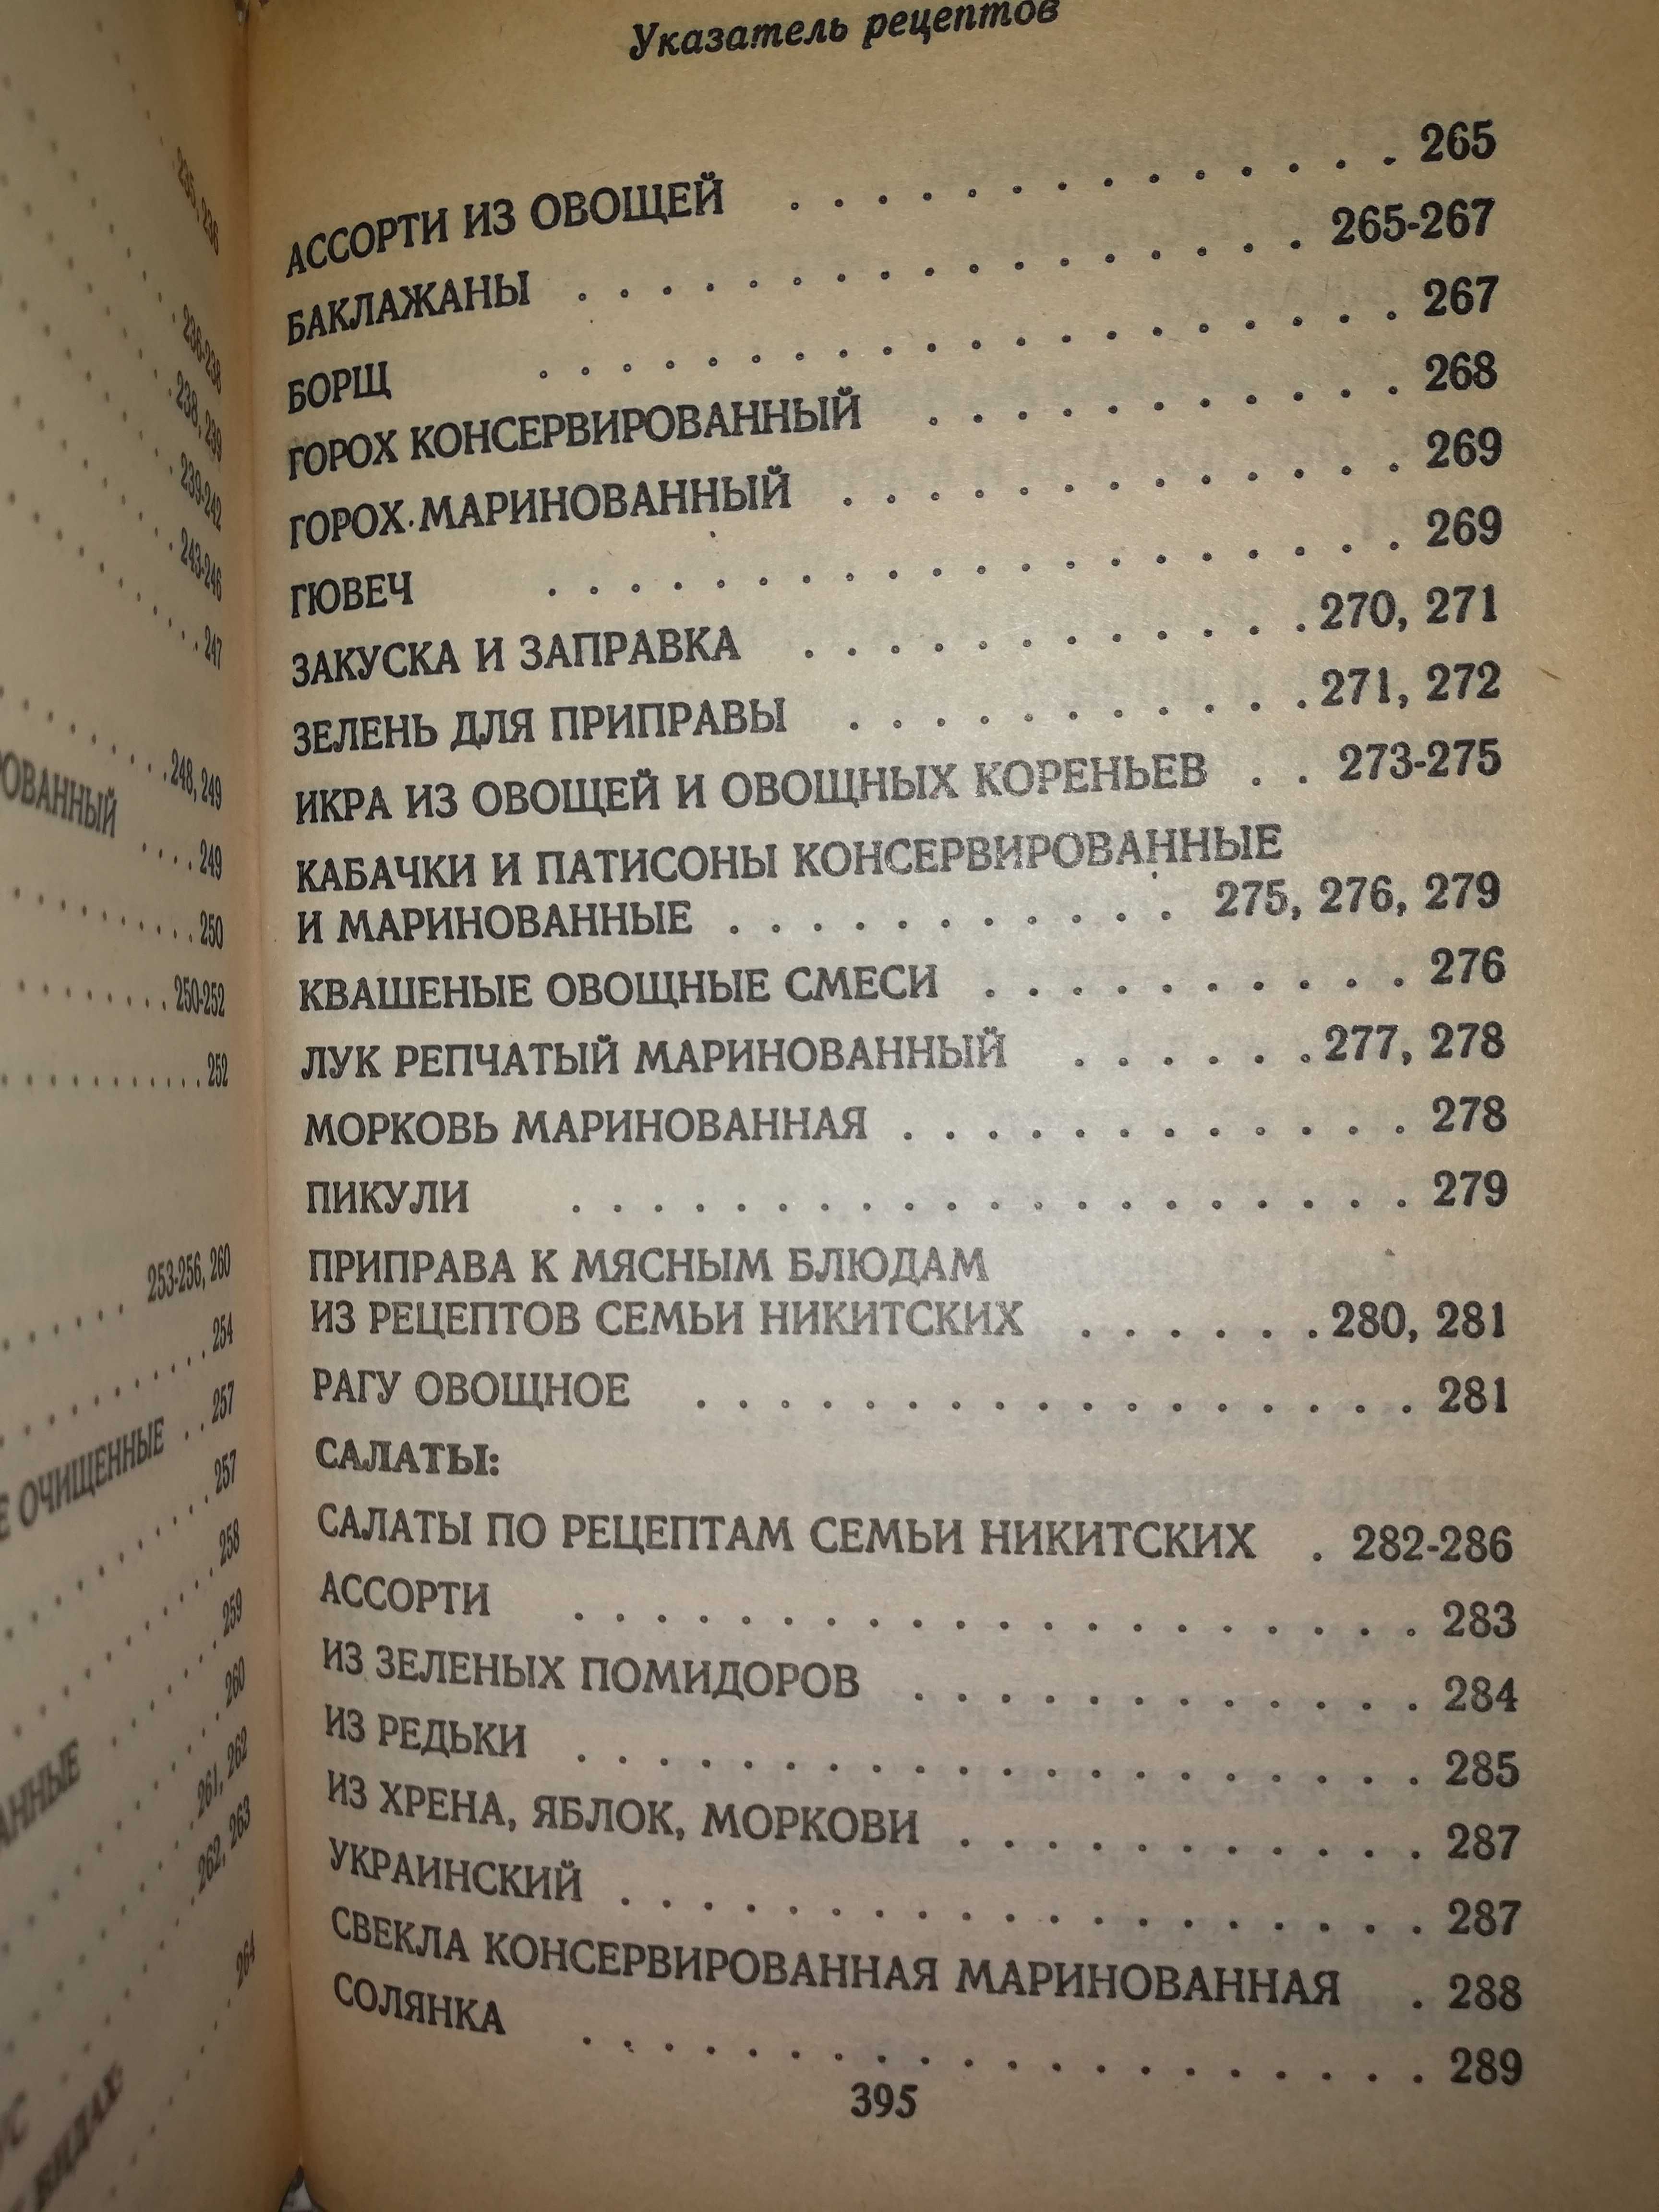 235, 236
236-238
238, 239
239-242
243-246
247
248, 249
249
250
250-252
252
253-256, 260
254
ОЧИЩЕННЫЕ . . 257
257
258
259
260
261, 262
262, 263
264
Указатель рецептов
АССОРТИ ИЗ ОВОЩЕЙ . . . . . . . . . . . . . . 265
БАКЛАЖАНЫ . . . . . . . . . . . . . . . . . 265-267
БОРЩ . . . . . . . . . . . . . . . . . . . . 267
ГОРОХ КОНСЕРВИРОВАННЫЙ . . . . . . . . . . . 268
ГОРОХ МАРИНОВАННЫЙ . . . . . . . . . . . . . 269
ГЮВЕЧ . . . . . . . . . . . . . . . . . . . . 269
ЗАКУСКА И ЗАПРАВКА . . . . . . . . . . . . 270, 271
ЗЕЛЕНЬ ДЛЯ ПРИПРАВЫ . . . . . . . . . . . 271, 272
ИКРА ИЗ ОВОЩЕЙ И ОВОЩНЫХ КОРЕНЬЕВ . . 273-275
КАБАЧКИ И ПАТИСОНЫ КОНСЕРВИРОВАННЫЕ
И МАРИНОВАННЫЕ . . . . . . . . . . . 275, 276, 279
КВАШЕНЫЕ ОВОЩНЫЕ СМЕСИ . . . . . . . . . . 276
ЛУК РЕПЧАТЫЙ МАРИНОВАННЫЙ . . . . . . 277, 278
МОРКОВЬ МАРИНОВАННАЯ . . . . . . . . . . . . 278
ПИКУЛИ . . . . . . . . . . . . . . . . . . . . 279
ПРИПРАВА К МЯСНЫМ БЛЮДАМ
ИЗ РЕЦЕПТОВ СЕМЬИ НИКИТСКИХ . . . . . . 280, 281
РАГУ ОВОЩНОЕ . . . . . . . . . . . . . . . . . 281
САЛАТЫ:
САЛАТЫ ПО РЕЦЕПТАМ СЕМЬИ НИКИТСКИХ . 282-286
АССОРТИ . . . . . . . . . . . . . . . . . . . . 283
ИЗ ЗЕЛЕНЫХ ПОМИДОРОВ . . . . . . . . . . . . 284
ИЗ РЕДЬКИ . . . . . . . . . . . . . . . . . . . . 285
ИЗ ХРЕНА, ЯБЛОК, МОРКОВИ . . . . . . . . . . . 287
УКРАИНСКИЙ . . . . . . . . . . . . . . . . . . . 287
СВЕКЛА КОНСЕРВИРОВАННАЯ МАРИНОВАННАЯ . 288
СОЛЯНКА . . . . . . . . . . . . . . . . . . . . 289
395